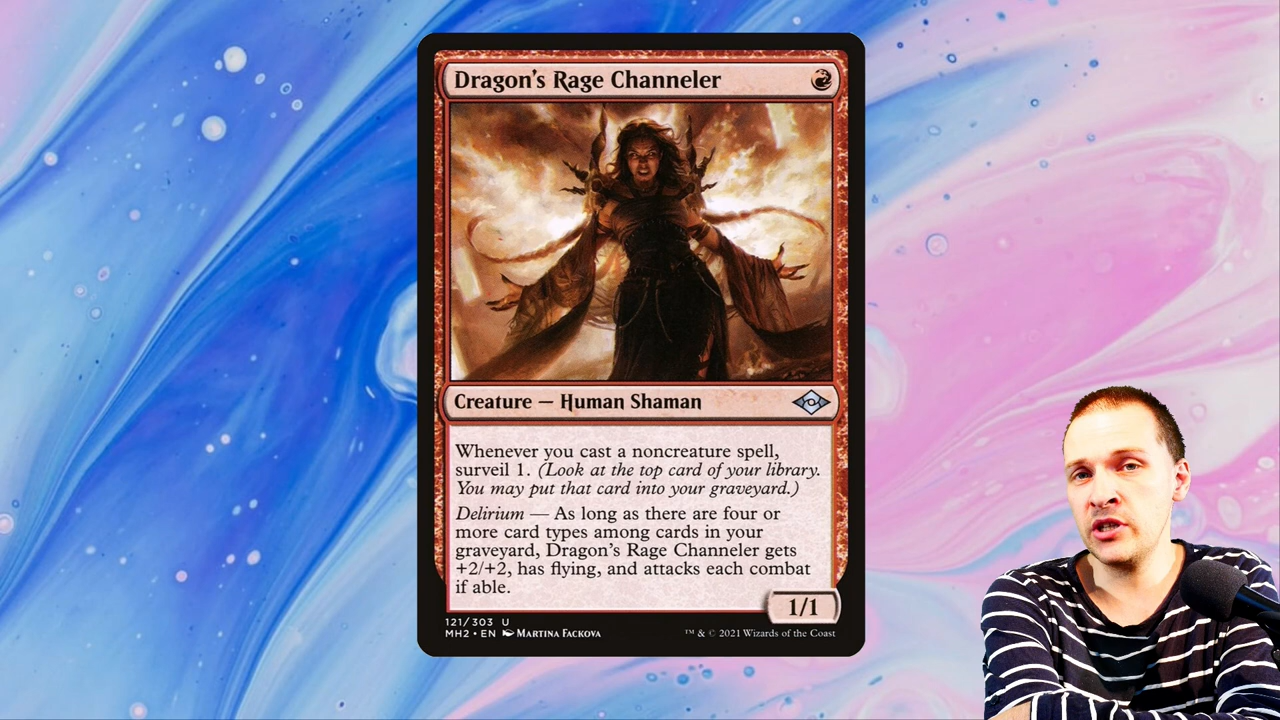 Dragon's Rage Channeler
Creature — Human Shaman
Whenever you cast a noncreature spell,
surveil 1. (Look at the top card of your library.
You may put that card into your graveyard.)
Delirium — As long as there are four or
more card types among cards in your
graveyard, Dragon's Rage Channeler gets
+2/+2, has flying, and attacks each combat
if able.
1/1
121/303 U
MH2 • EN Martina Fackova
™ & © 2021 Wizards of the Coast